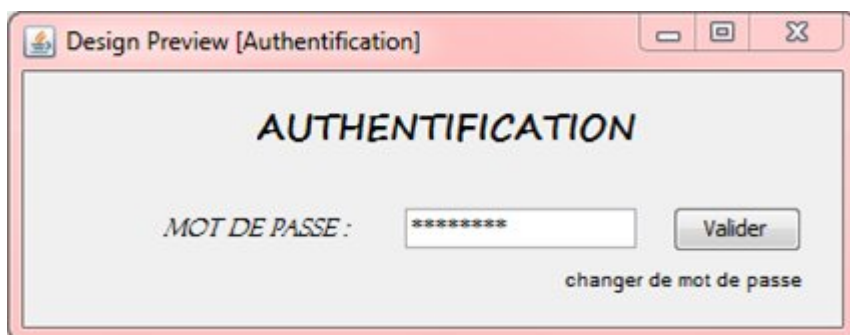 Design Preview [Authentification]
AUTHENTIFICATION
MOT DE PASSE : ******** Valider
changer de mot de passe